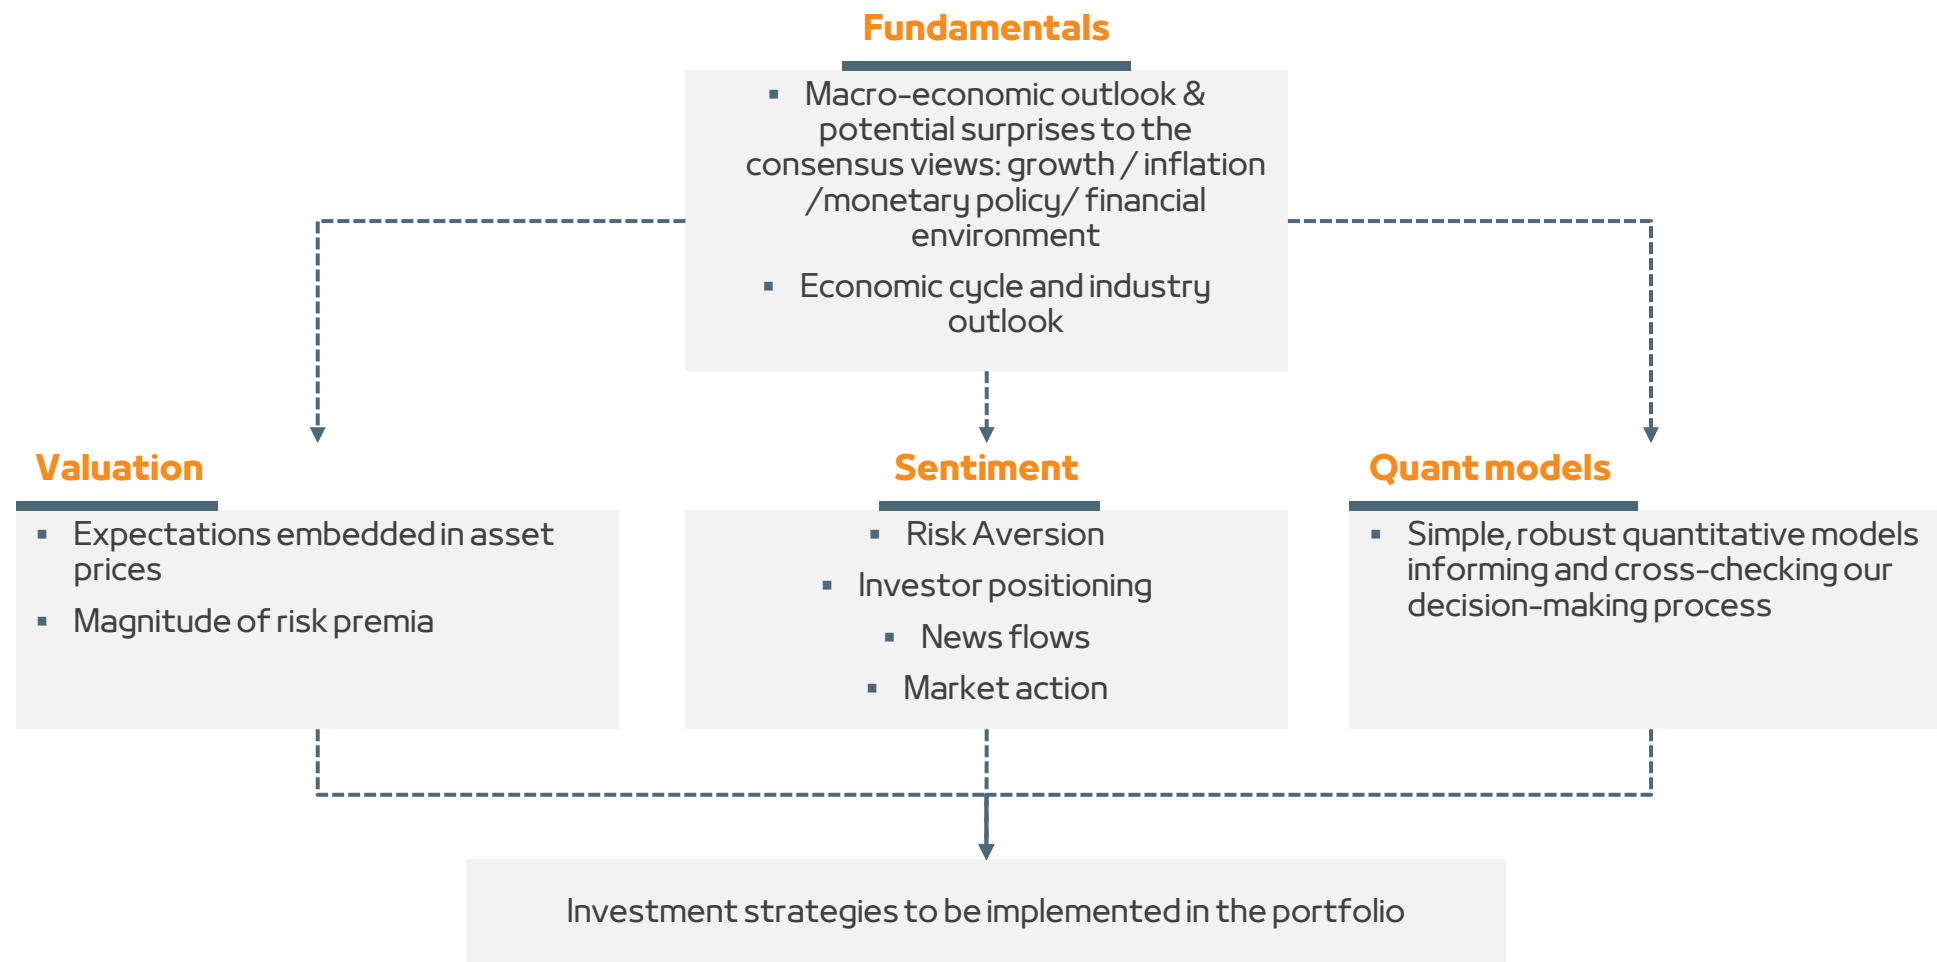 Fundamentals
▪ Macro-economic outlook &
potential surprises to the
consensus views: growth / inflation
/monetary policy/ financial
environment
▪ Economic cycle and industry
outlook
Valuation
▪ Expectations embedded in asset
prices
▪ Magnitude of risk premia
Sentiment
▪ Risk Aversion
▪ Investor positioning
▪ News flows
▪ Market action
Quant models
▪ Simple, robust quantitative models
informing and cross-checking our
decision-making process
Investment strategies to be implemented in the portfolio